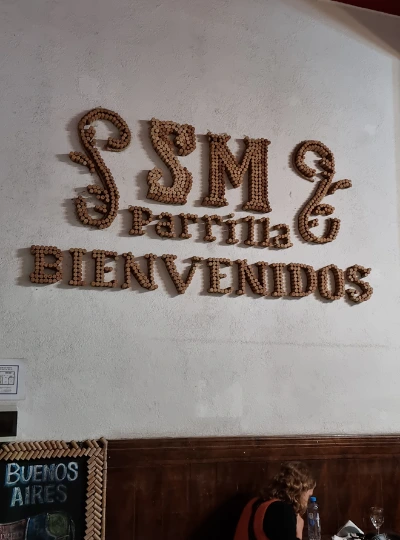 SM
Parrilla
BIENVENIDOS
BUENOS
AIRES